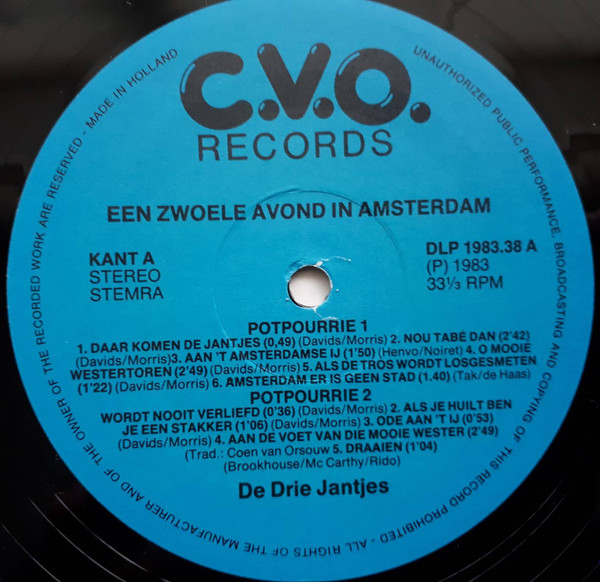 C.V.O.
RECORDS
EEN ZWOELE AVOND IN AMSTERDAM
KANT A
STEREO
STEMRA
DLP 1983.38 A
(P) 1983
33⅓ RPM
POTPOURRIE 1
1. DAAR KOMEN DE JANTJES (0,49) (Davids/Morris) 2. NOU TABÉ DAN (2'42)
(Davids/Morris)3. AAN 'T AMSTERDAMSE IJ (1'50) (Henvo/Noiret) 4. O MOOIE
WESTERTOREN (2'49) (Davids/Morris) 5. ALS DE TROS WORDT LOSGESMETEN
(1'22) (Davids/Morris) 6. AMSTERDAM ER IS GEEN STAD (1.40) (Tak/de Haas)
POTPOURRIE 2
WORDT NOOIT VERLIEFD (0'36) (Davids/Morris) 2. ALS JE HUILT BEN
JE EEN STAKKER (1'06) (Davids/Morris) 3. ODE AAN 'T IJ (0'53)
(Davids/Morris) 4. AAN DE VOET VAN DIE MOOIE WESTER (2'49)
(Trad.: Coen van Orsouw) 5. DRAAIEN (1'04)
(Brookhouse/Mc Carthy/Rido)
De Drie Jantjes
UNAUTHORIZED PUBLIC PERFORMANCE, BROADCASTING AND COPYING OF THIS RECORD PROHIBITED - ALL RIGHTS OF THE MANUFACTURER AND OF THE OWNER OF THE RECORDED WORK ARE RESERVED - MADE IN HOLLAND